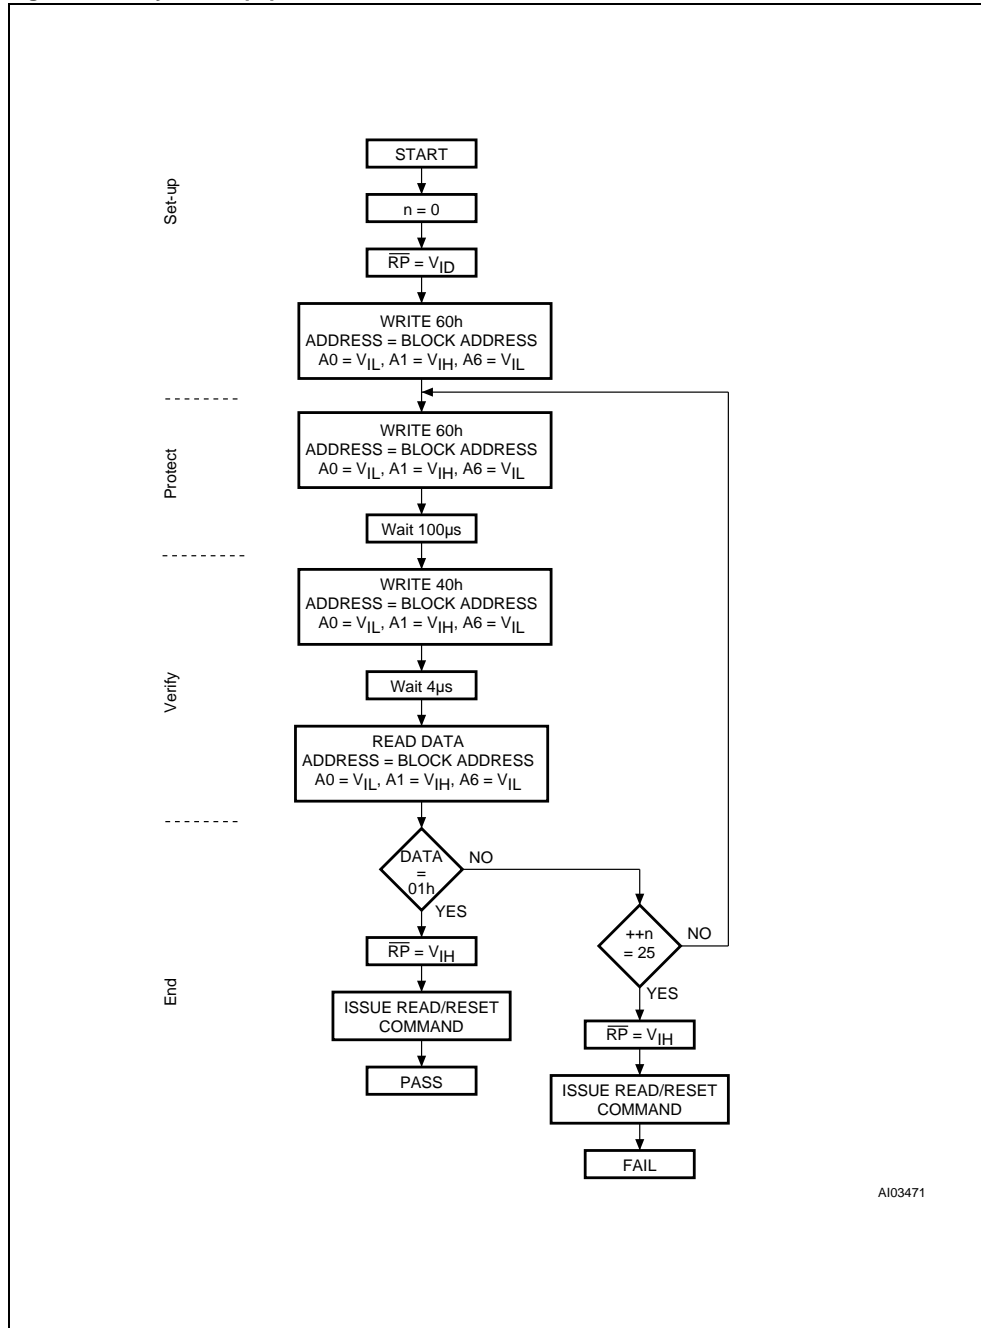 Set-up
START
n = 0
RP = VID
WRITE 60h
ADDRESS = BLOCK ADDRESS
A0 = VIL, A1 = VIH, A6 = VIL
Protect
WRITE 60h
ADDRESS = BLOCK ADDRESS
A0 = VIL, A1 = VIH, A6 = VIL
Wait 100µs
Verify
WRITE 40h
ADDRESS = BLOCK ADDRESS
A0 = VIL, A1 = VIH, A6 = VIL
Wait 4µs
READ DATA
ADDRESS = BLOCK ADDRESS
A0 = VIL, A1 = VIH, A6 = VIL
End
DATA
=
01h
NO
YES
++n
= 25
NO
YES
RP = VIH
ISSUE READ/RESET
COMMAND
PASS
RP = VIH
ISSUE READ/RESET
COMMAND
FAIL
AI03471